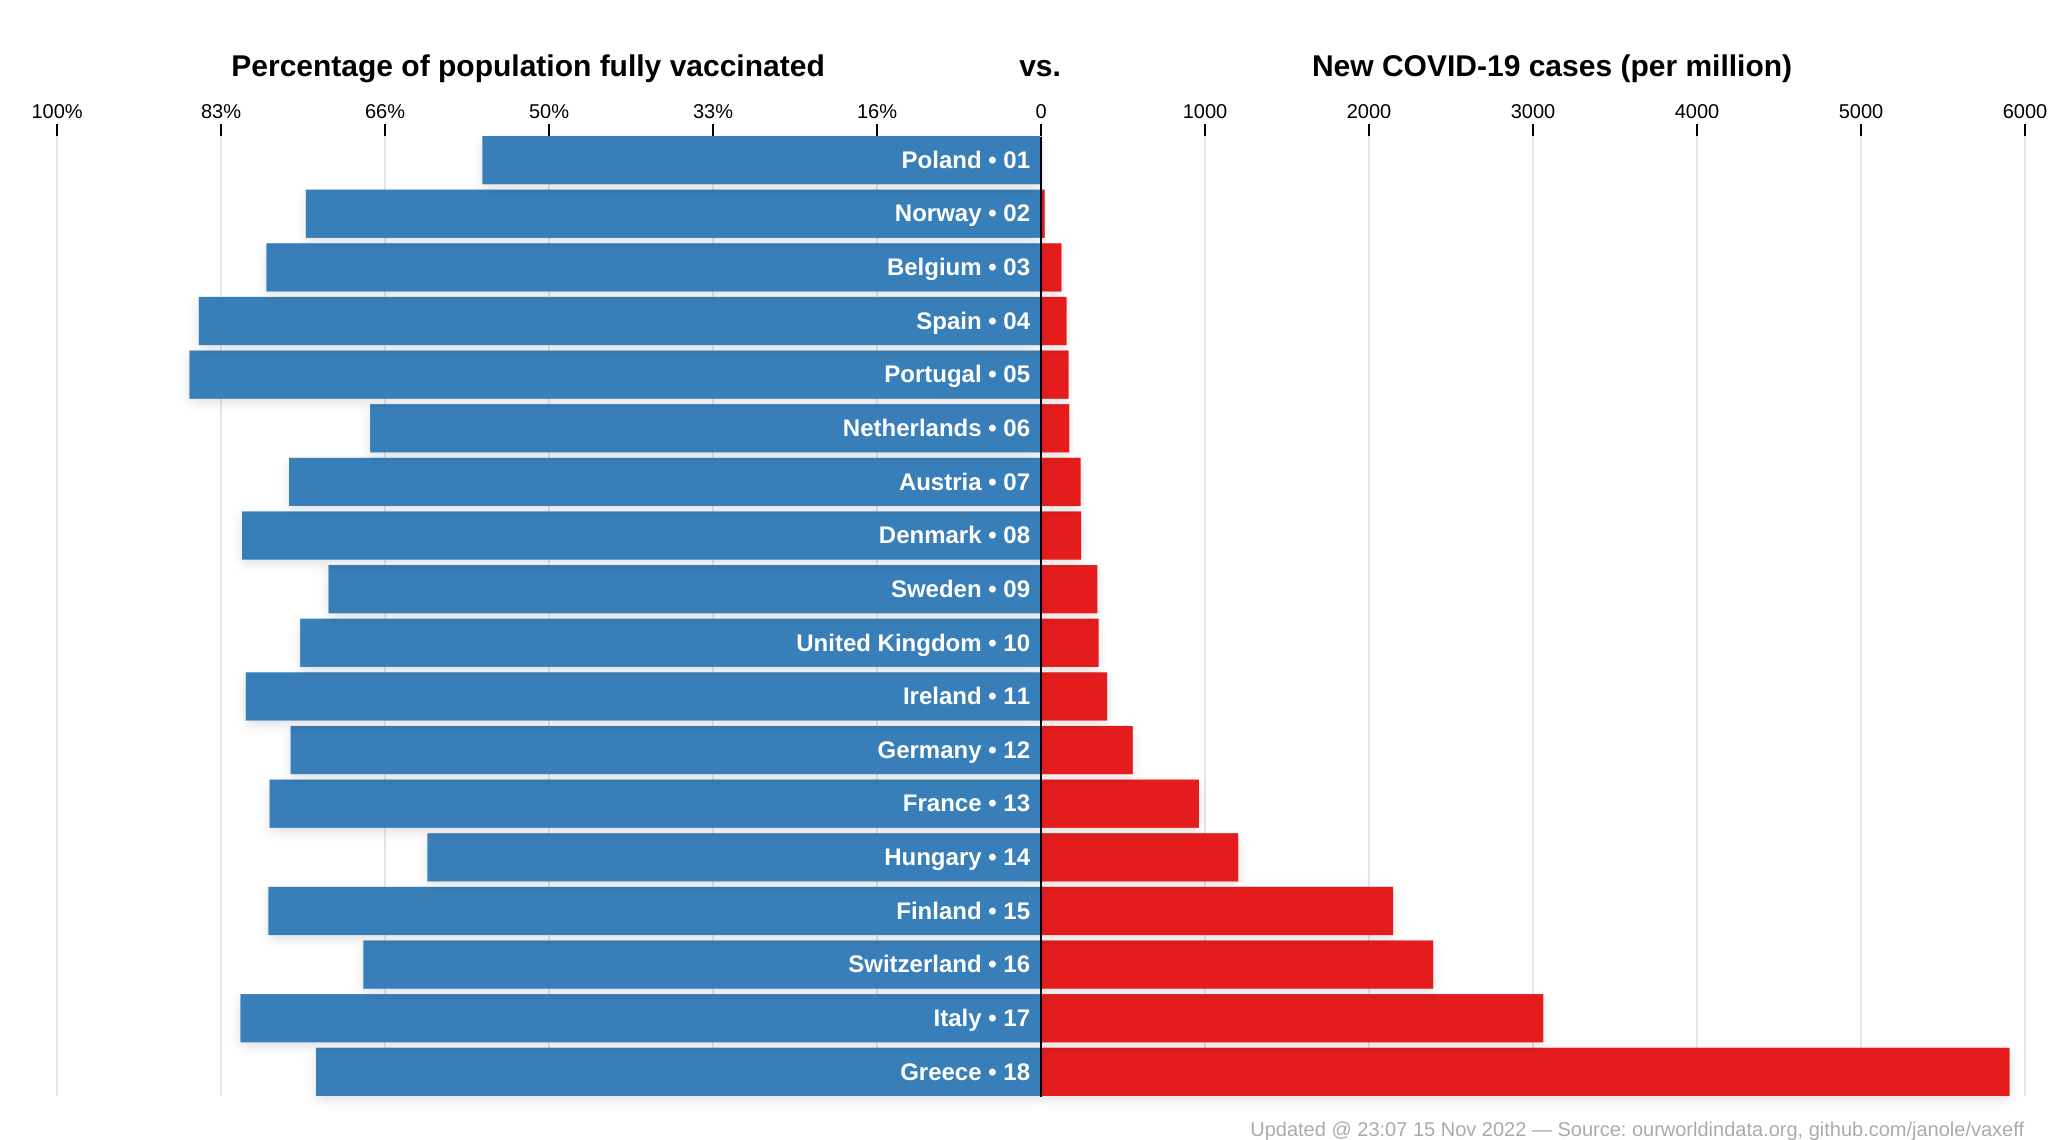 Percentage of population fully vaccinated vs. New COVID-19 cases (per million)
100% 83% 66% 50% 33% 16% 0 1000 2000 3000 4000 5000 6000
Poland • 01
Norway • 02
Belgium • 03
Spain • 04
Portugal • 05
Netherlands • 06
Austria • 07
Denmark • 08
Sweden • 09
United Kingdom • 10
Ireland • 11
Germany • 12
France • 13
Hungary • 14
Finland • 15
Switzerland • 16
Italy • 17
Greece • 18
Updated @ 23:07 15 Nov 2022 — Source: ourworldindata.org, github.com/janole/vaxeff